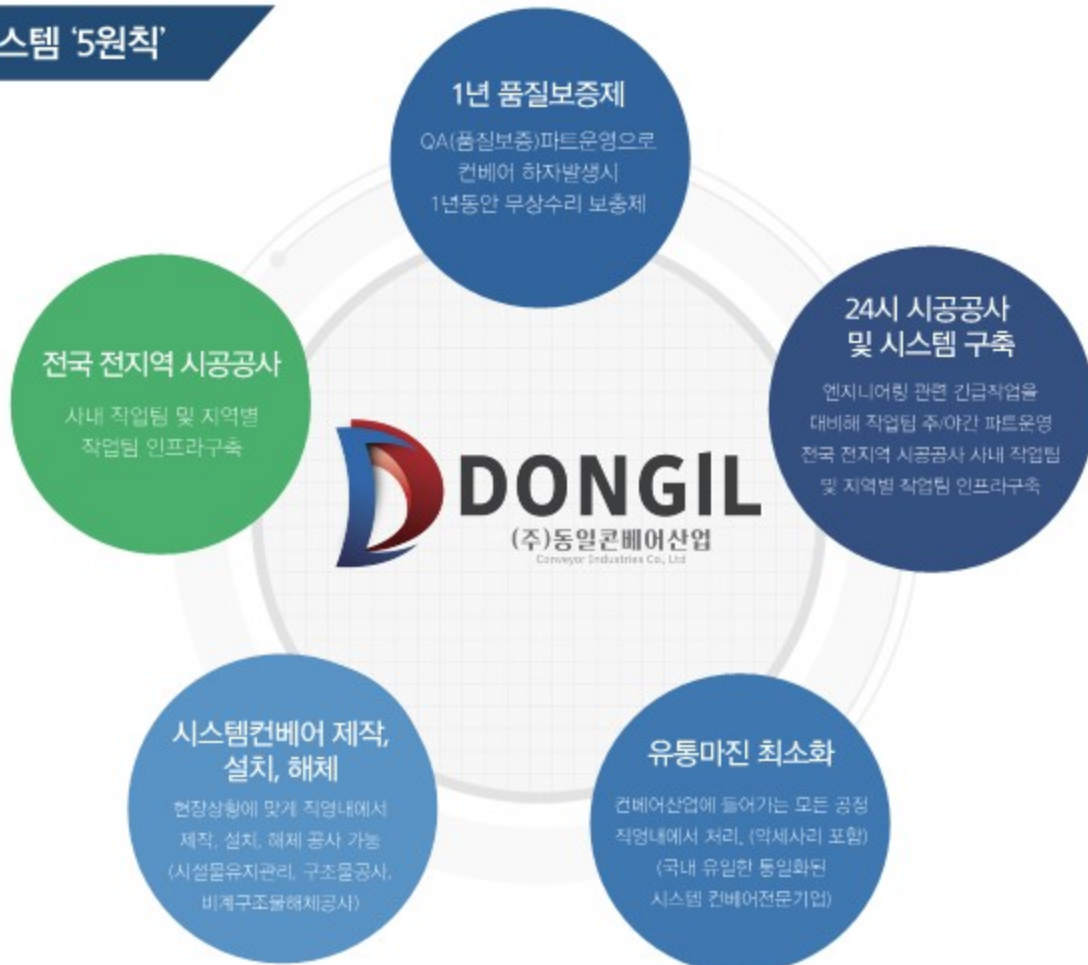 스템 ‘5원칙’
1년 품질보증제
QA(품질보증)파트운영으로
컨베어 하자발생시
1년동안 무상수리 보충제
전국 전지역 시공공사
사내 작업팀 및 지역별
작업팀 인프라구축
24시 시공공사
및 시스템 구축
엔지니어링 관련 긴급작업을
대비해 작업팀 주/야간 파트운영
전국 전지역 시공공사 사내 작업팀
및 지역별 작업팀 인프라구축
DONGIL
(주)동일콘베어산업
Conveyor Industries Co., Ltd
시스템컨베어 제작,
설치, 해체
현장상황에 맞게 직영내에서
제작, 설치, 해체 공사 가능
(시설물유지관리, 구조물공사,
비계구조물해체공사)
유통마진 최소화
컨베어산업에 들어가는 모든 공정
직영내에서 처리, (악세사리 포함)
(국내 유일한 통일화된
시스템 컨베어전문기업)